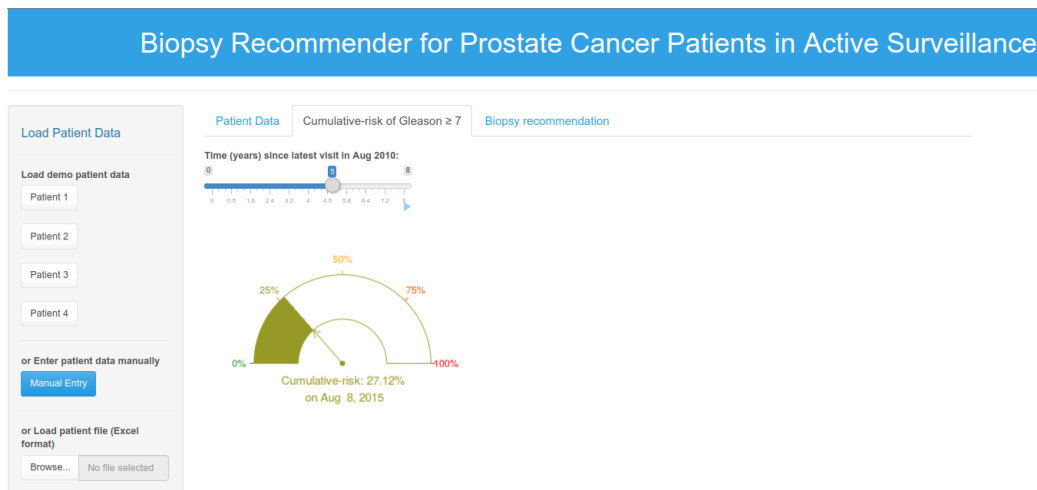 Biopsy Recommender for Prostate Cancer Patients in Active Surveillance
Load Patient Data
Load demo patient data
Patient 1
Patient 2
Patient 3
Patient 4
or Enter patient data manually
Manual Entry
or Load patient file (Excel
format)
Browse... No file selected
Patient Data Cumulative-risk of Gleason ≥ 7 Biopsy recommendation
Time (years) since latest visit in Aug 2010:
0 5 8
0 0.8 1.6 2.4 3.2 4 4.8 5.6 6.4 7.2 8
50%
25% 75%
0% 100%
Cumulative-risk: 27.12%
on Aug 8, 2015